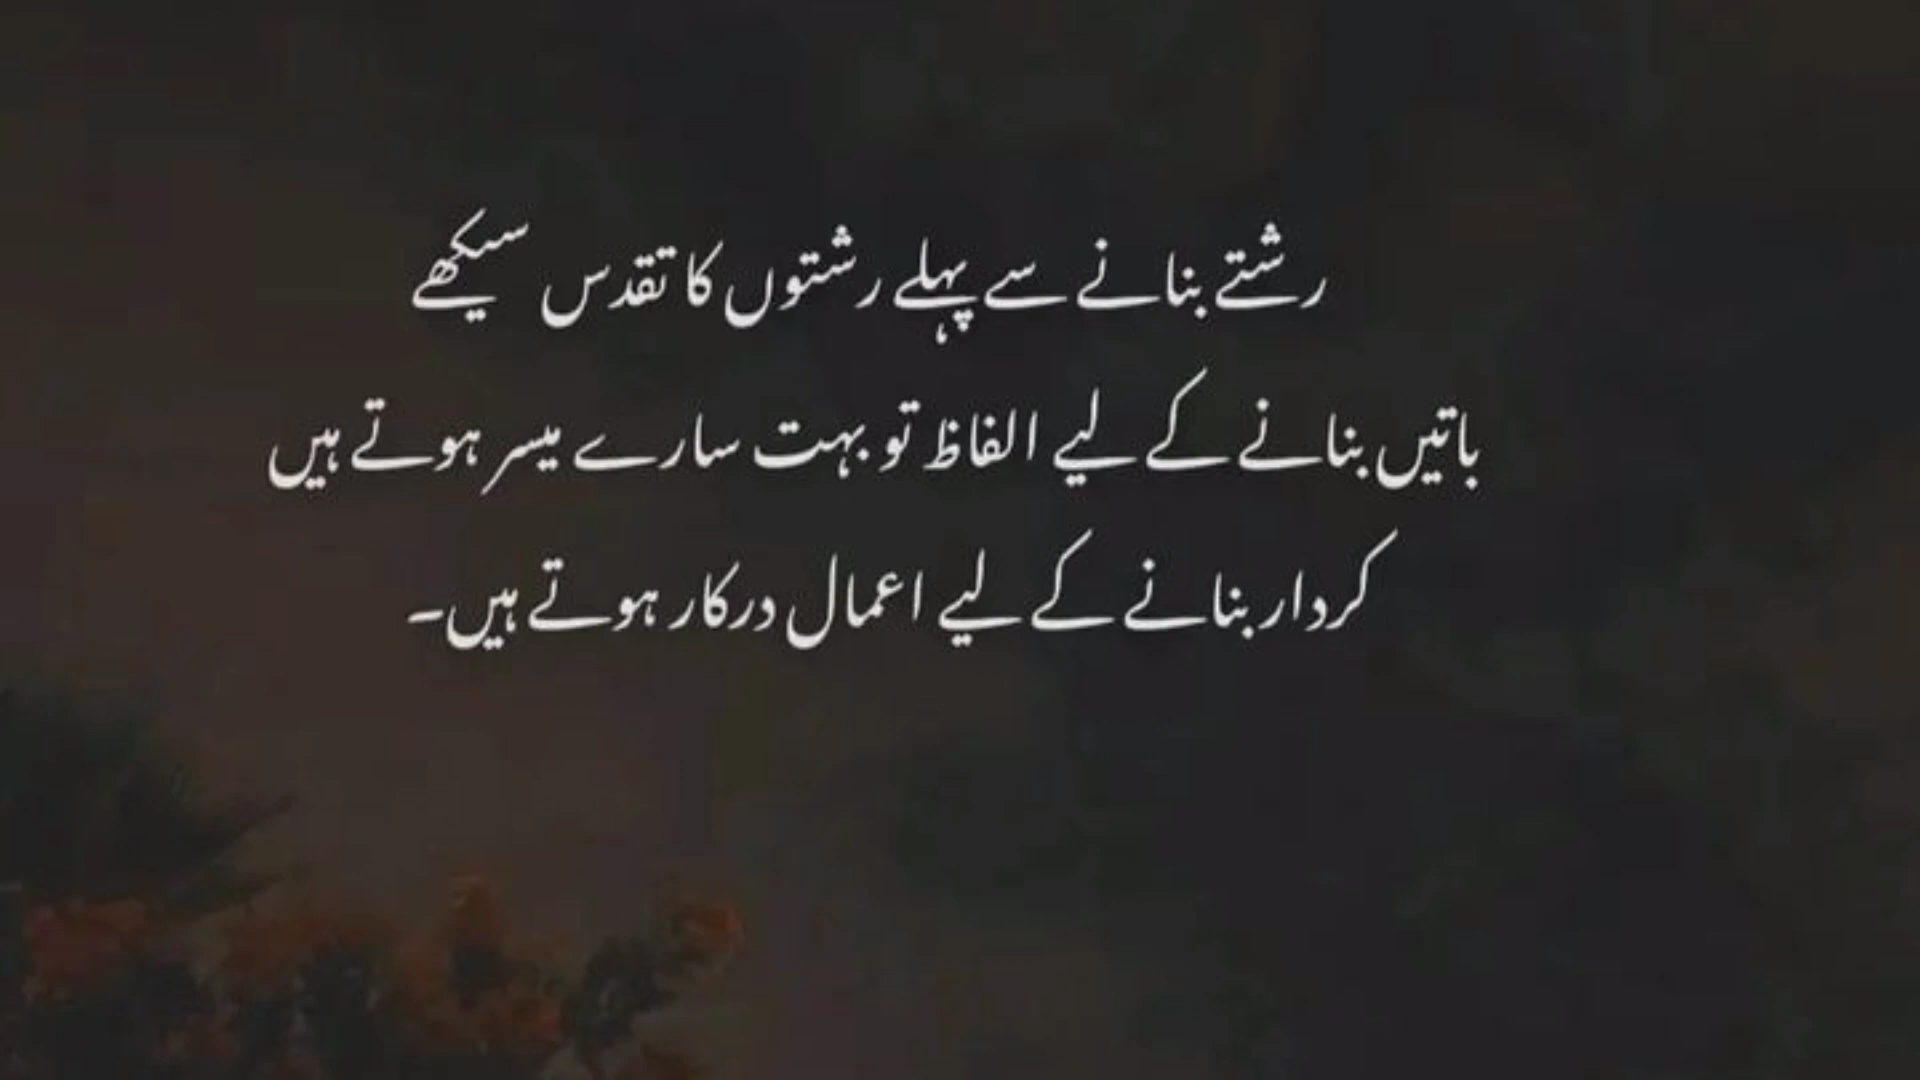 رشتے بنانے سے پہلے رشتوں کا تقدس سیکھے
باتیں بنانے کے لیے الفاظ تو بہت سارے میسر ہوتے ہیں
کردار بنانے کے لیے اعمال درکار ہوتے ہیں۔